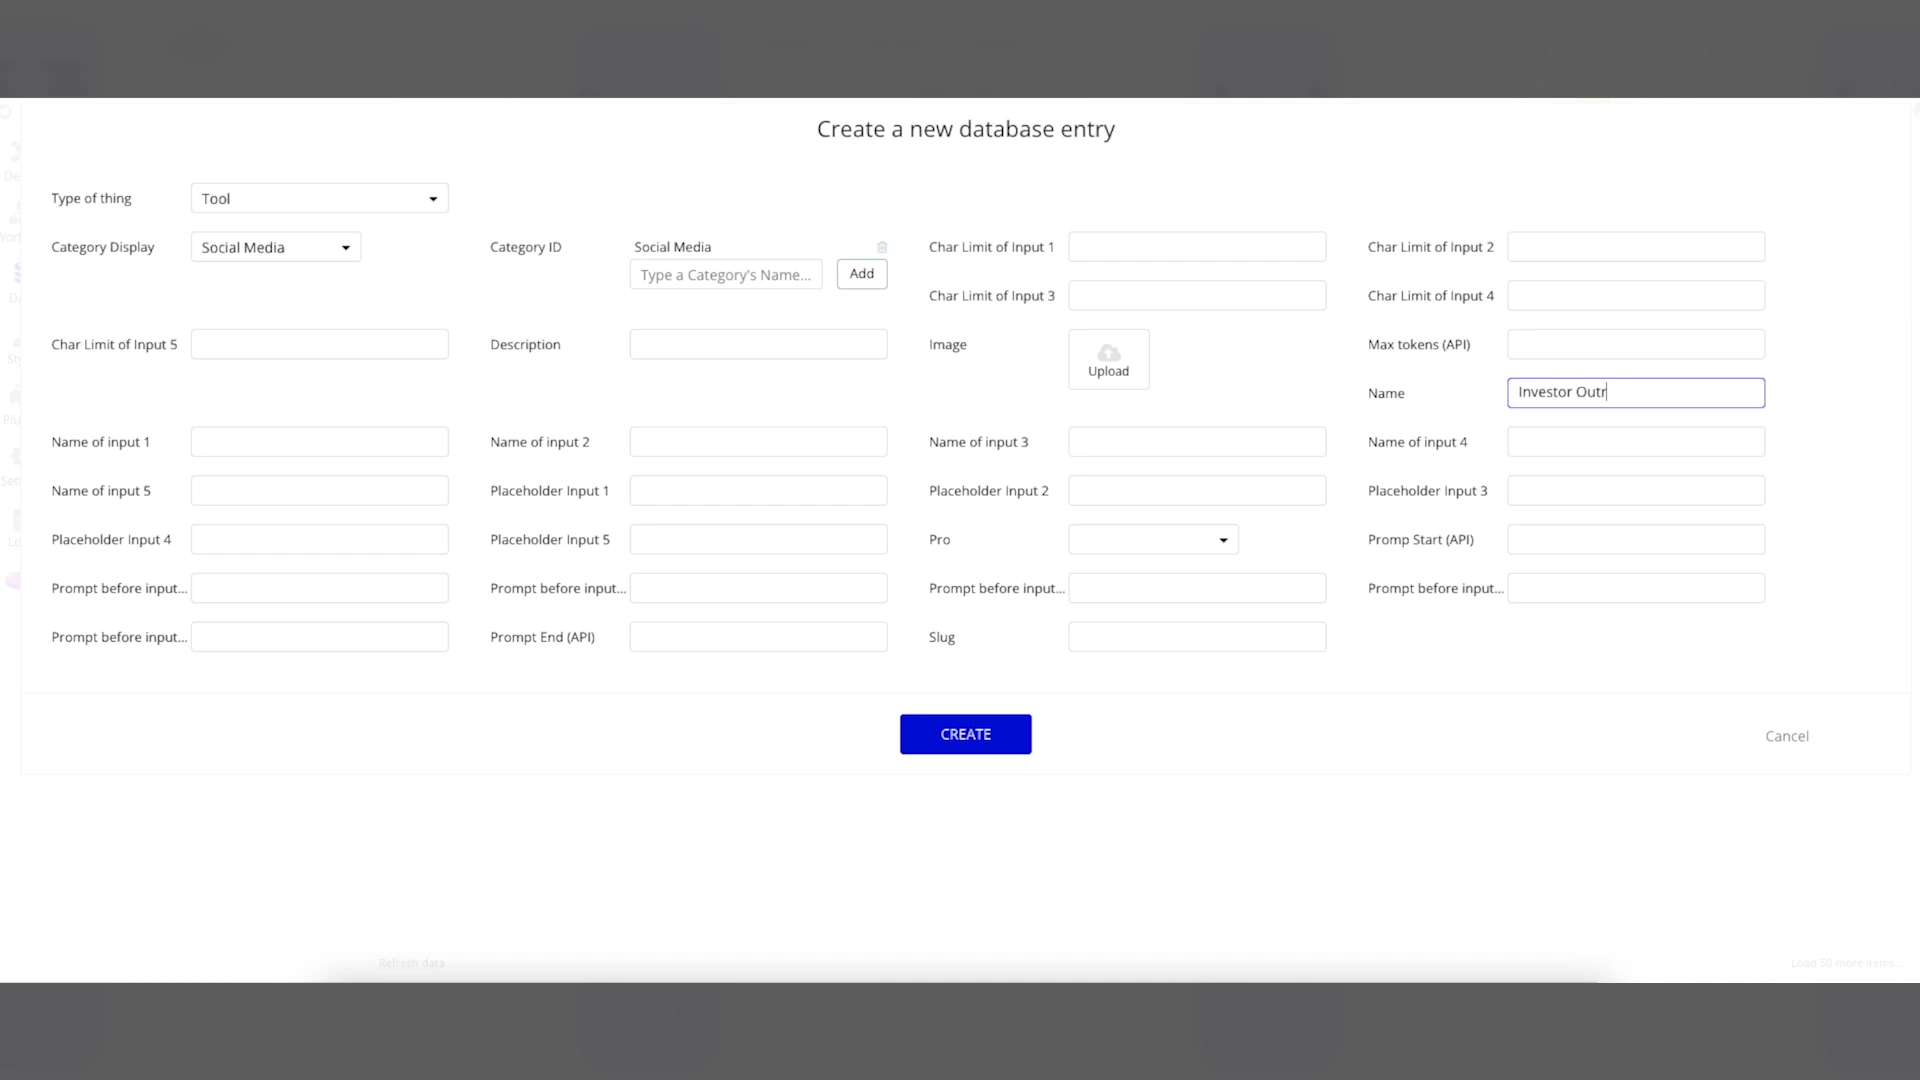 Create a new database entry
Type of thing
Tool
Category Display
Social Media
Category ID
Social Media
Type a Category's Name...
Add
Char Limit of Input 1
Char Limit of Input 2
Char Limit of Input 3
Char Limit of Input 4
Char Limit of Input 5
Description
Image
Upload
Max tokens (API)
Name
Investor Outr
Name of input 1
Name of input 2
Name of input 3
Name of input 4
Name of input 5
Placeholder Input 1
Placeholder Input 2
Placeholder Input 3
Placeholder Input 4
Placeholder Input 5
Pro
Promp Start (API)
Prompt before input...
Prompt before input...
Prompt before input...
Prompt before input...
Prompt before input...
Prompt End (API)
Slug
CREATE
Cancel
Refresh data
Load 50 more items...